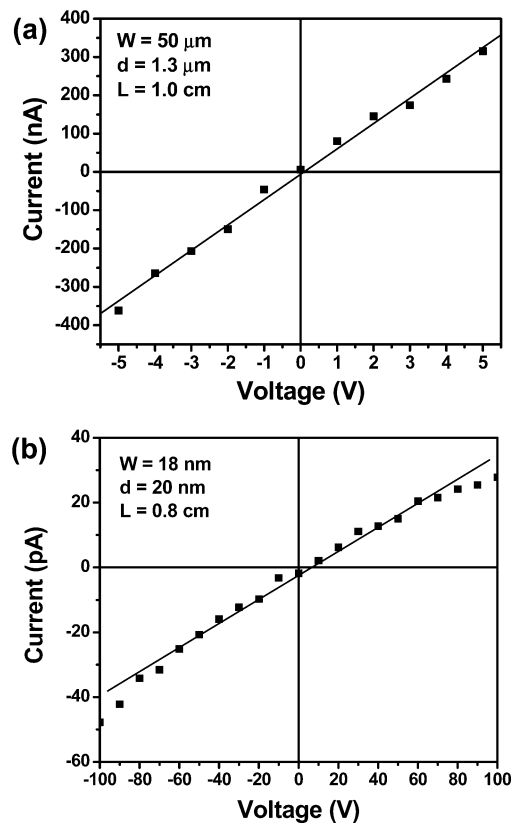 (a)
W = 50 μm
d = 1.3 μm
L = 1.0 cm
400
300
200
100
0
-100
-200
-300
-400
Current (nA)
-5 -4 -3 -2 -1 0 1 2 3 4 5
Voltage (V)
(b)
W = 18 nm
d = 20 nm
L = 0.8 cm
40
20
0
-20
-40
-60
Current (pA)
-100 -80 -60 -40 -20 0 20 40 60 80 100
Voltage (V)